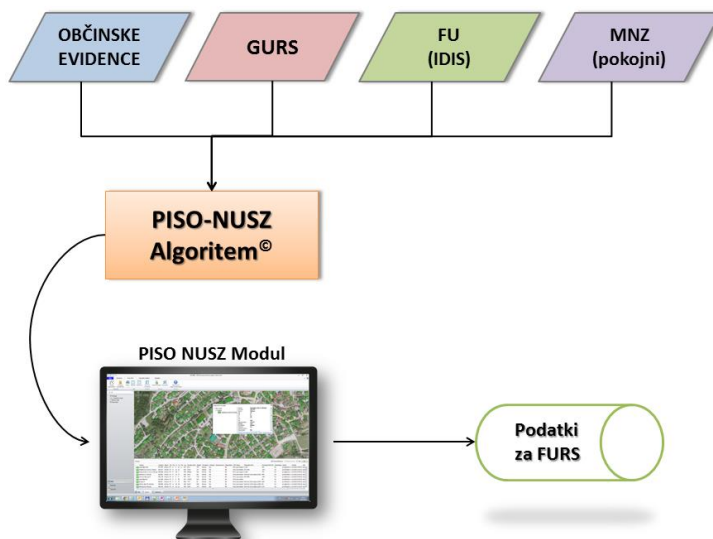 OBČINSKE
EVIDENCE
GURS
FU
(IDIS)
MNZ
(pokojni)
PISO-NUSZ
Algoritem©
PISO NUSZ Modul
Podatki
za FURS